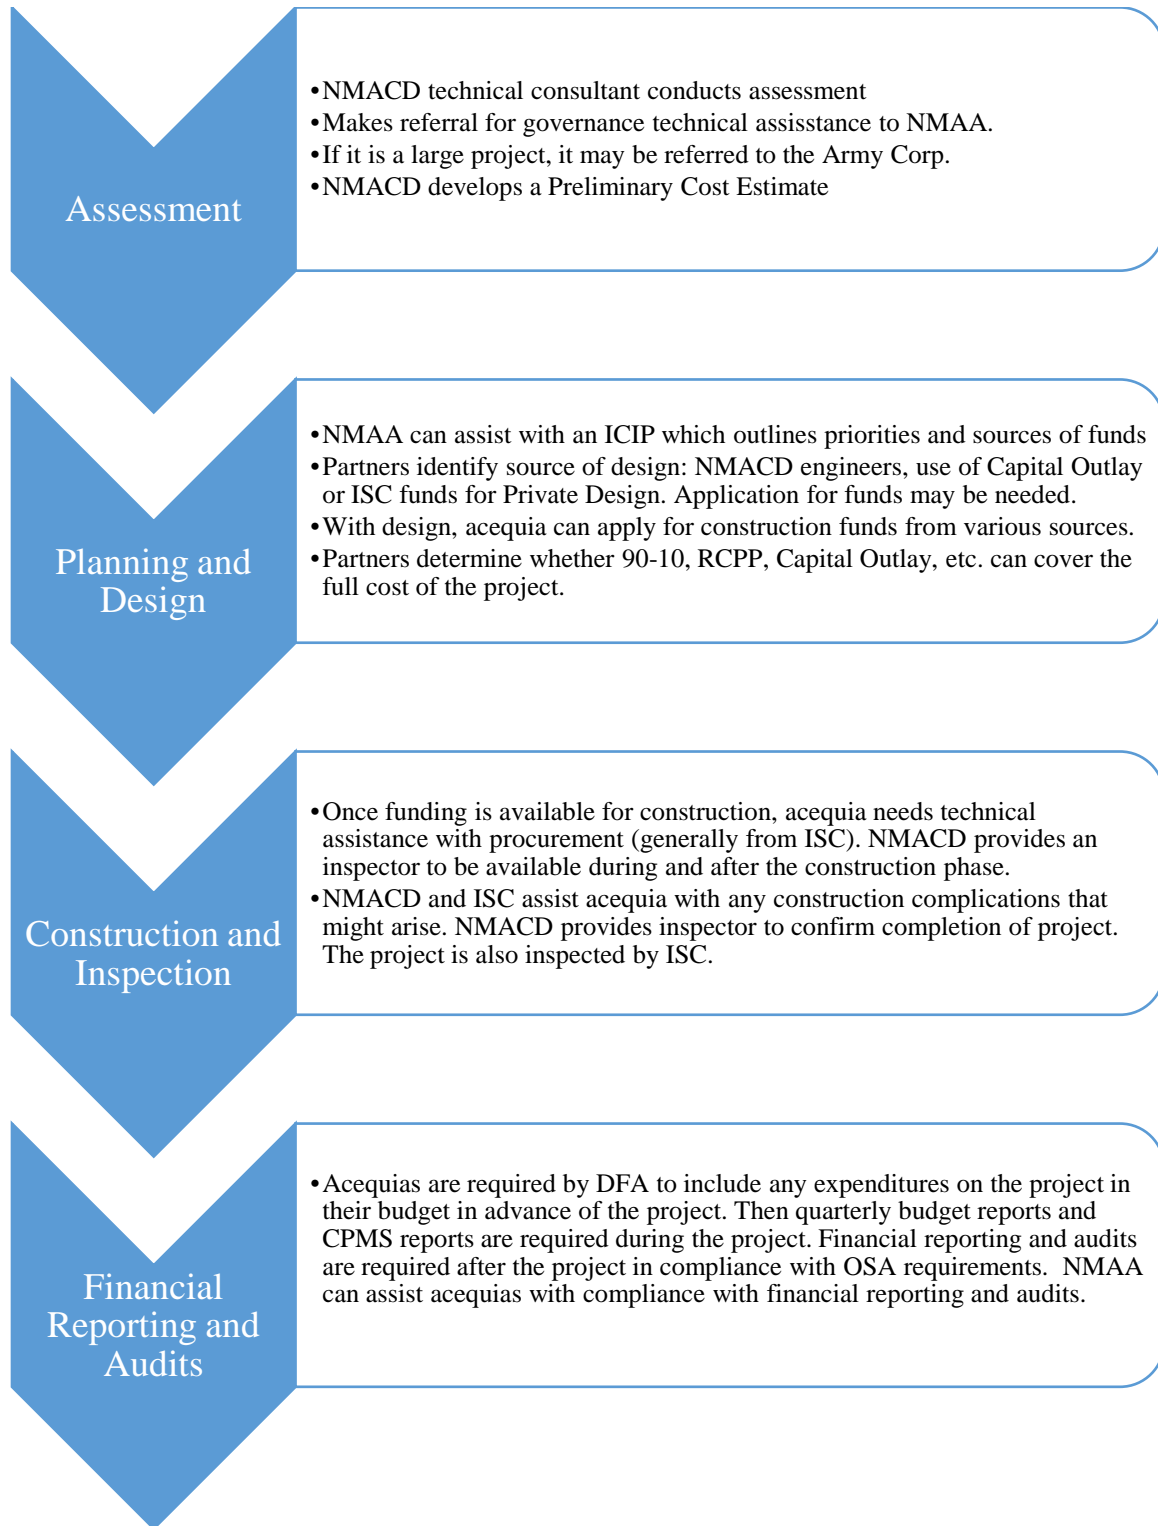 Assessment
•NMACD technical consultant conducts assessment
•Makes referral for governance technical assisstance to NMAA.
•If it is a large project, it may be referred to the Army Corp.
•NMACD develops a Preliminary Cost Estimate
Planning and
Design
•NMAA can assist with an ICIP which outlines priorities and sources of funds
•Partners identify source of design: NMACD engineers, use of Capital Outlay
or ISC funds for Private Design. Application for funds may be needed.
•With design, acequia can apply for construction funds from various sources.
•Partners determine whether 90-10, RCPP, Capital Outlay, etc. can cover the
full cost of the project.
Construction and
Inspection
•Once funding is available for construction, acequia needs technical
assistance with procurement (generally from ISC). NMACD provides an
inspector to be available during and after the construction phase.
•NMACD and ISC assist acequia with any construction complications that
might arise. NMACD provides inspector to confirm completion of project.
The project is also inspected by ISC.
Financial
Reporting and
Audits
•Acequias are required by DFA to include any expenditures on the project in
their budget in advance of the project. Then quarterly budget reports and
CPMS reports are required during the project. Financial reporting and audits
are required after the project in compliance with OSA requirements.  NMAA
can assist acequias with compliance with financial reporting and audits.